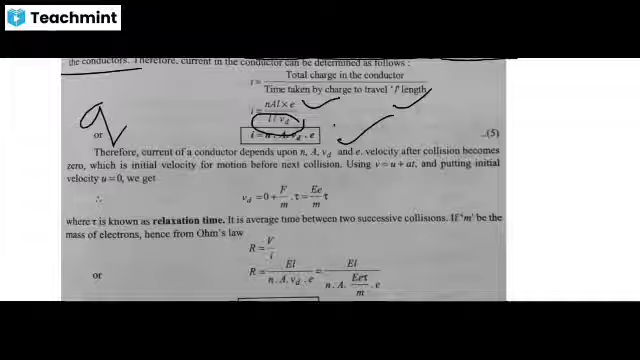 Teachmint
the conductors. Therefore, current in the conductor can be determined as follows :
i = Total charge in the conductor / Time taken by charge to travel 'l' length
i = nAl × e / l / v_d
or i = n. A. v_d . e ...(5)
Therefore, current of a conductor depends upon n, A, v_d and e. velocity after collision becomes
zero, which is initial velocity for motion before next collision. Using v = u + at, and putting initial
velocity u = 0, we get
∴ v_d = 0 + F/m . τ = Ee/m τ
where τ is known as relaxation time. It is average time between two successive collisions. If 'm' be the
mass of electrons, hence from Ohm's law
R = V/i
or R = El / n . A. v_d . e = El / n . A. Eeτ/m . e